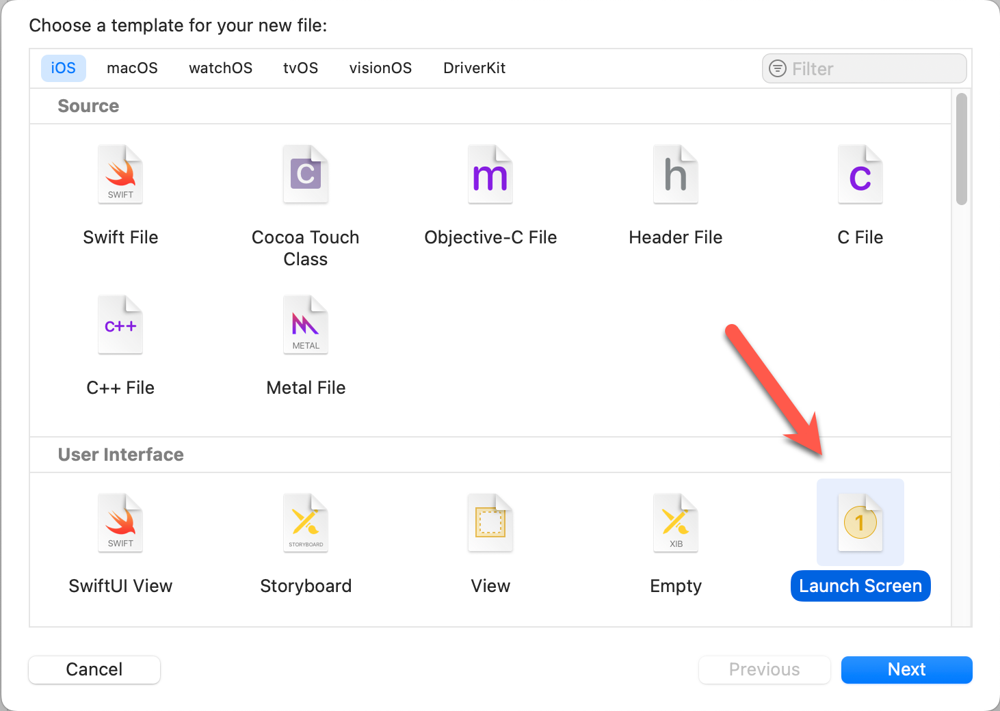 Choose a template for your new file:
iOS macOS watchOS tvOS visionOS DriverKit Filter
Source
SWIFT C m h c
Swift File Cocoa Touch Class Objective-C File Header File C File
C++ METAL
C++ File Metal File
User Interface
SWIFT STORYBOARD XIB 1
SwiftUI View Storyboard View Empty Launch Screen
Cancel Previous Next